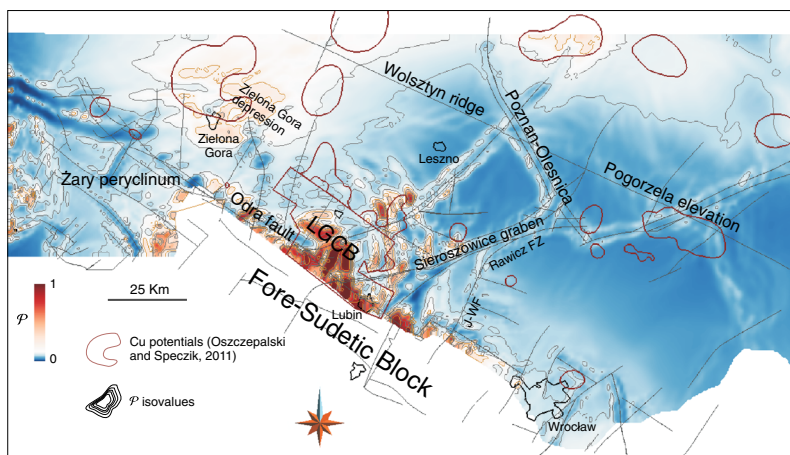 Wolsztyn ridge
Poznan-Olesnica
Zielona Gora
depression
Zielona
Gora
Leszno
Pogorzela elevation
Żary peryclinum
Odra fault
LGCB
Sieroszowice graben
Rawicz FZ
J-WF
Lubin
Fore-Sudetic Block
Wrocław
1
𝒫
0
25 Km
Cu potentials (Oszczepalski
and Speczik, 2011)
𝒫 isovalues